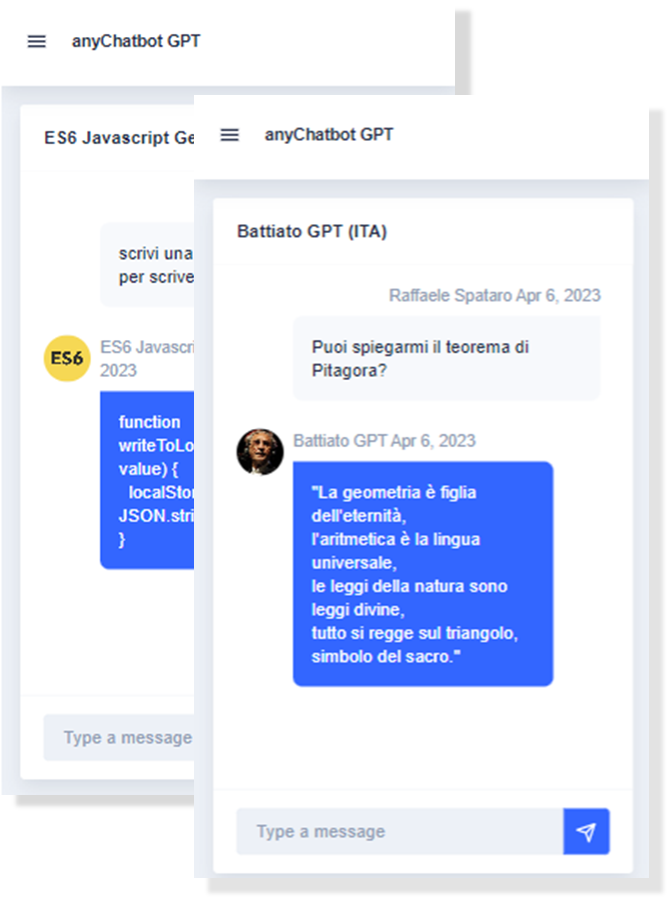 anyChatbot GPT
ES6 Javascript Ge
scrivi una
per scrive
ES6
ES6 Javascri
2023
function
writeToLo
value) {
localStor
JSON.stri
}
Type a message
anyChatbot GPT
Battiato GPT (ITA)
Raffaele Spataro Apr 6, 2023
Puoi spiegarmi il teorema di
Pitagora?
Battiato GPT Apr 6, 2023
"La geometria è figlia
dell'eternità,
l'aritmetica è la lingua
universale,
le leggi della natura sono
leggi divine,
tutto si regge sul triangolo,
simbolo del sacro."
Type a message